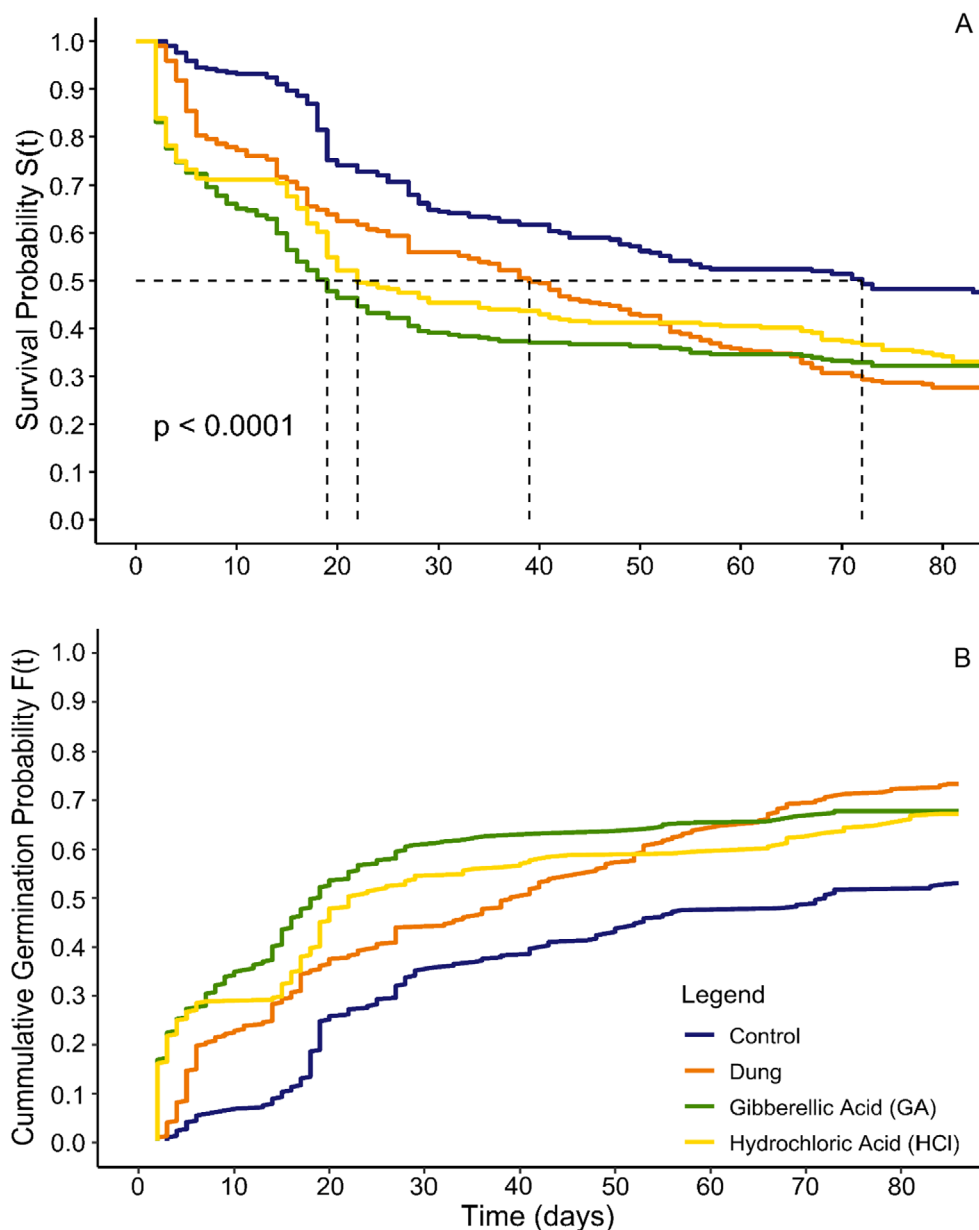 A
Survival Probability S(t)
1.0
0.9
0.8
0.7
0.6
0.5
0.4
0.3
0.2
0.1
0.0
p < 0.0001
0 10 20 30 40 50 60 70 80
B
Cummulative Germination Probability F(t)
1.0
0.9
0.8
0.7
0.6
0.5
0.4
0.3
0.2
0.1
0.0
Legend
Control
Dung
Gibberellic Acid (GA)
Hydrochloric Acid (HCl)
0 10 20 30 40 50 60 70 80
Time (days)